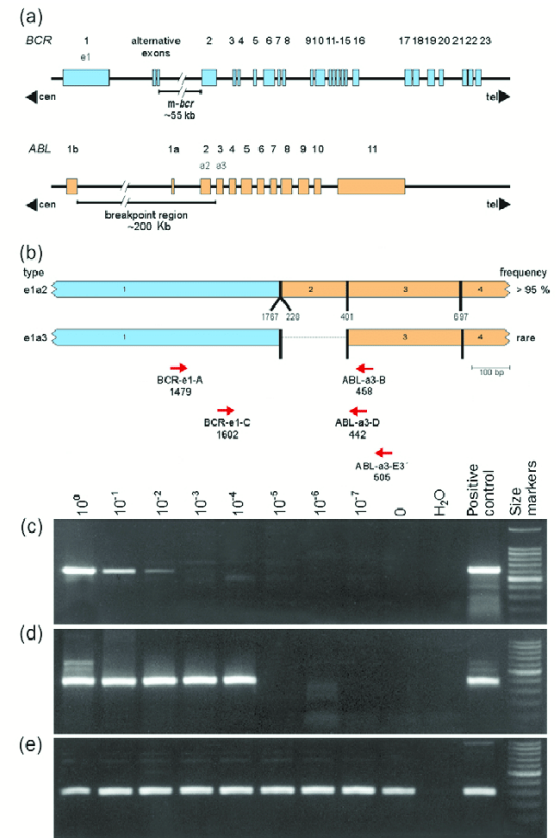 (a)
BCR 1 alternative exons 2 3 4 5 6 7 8 9 10 11-15 16 17 18 19 20 21 22 23
e1
cen tel
m-bcr
~55 kb
ABL 1b 1a 2 3 4 5 6 7 8 9 10 11
a2 a3
cen tel
breakpoint region
~200 Kb
(b)
type frequency
e1a2 1 2 3 4 > 95 %
1767 220 401 697
e1a3 1 3 4 rare
100 bp
BCR-e1-A ABL-a3-B
1479 458
BCR-e1-C ABL-a3-D
1602 442
ABL-a3-E3'
505
10⁰ 10⁻¹ 10⁻² 10⁻³ 10⁻⁴ 10⁻⁵ 10⁻⁶ 10⁻⁷ 0 H₂O Positive control Size markers
(c)
(d)
(e)